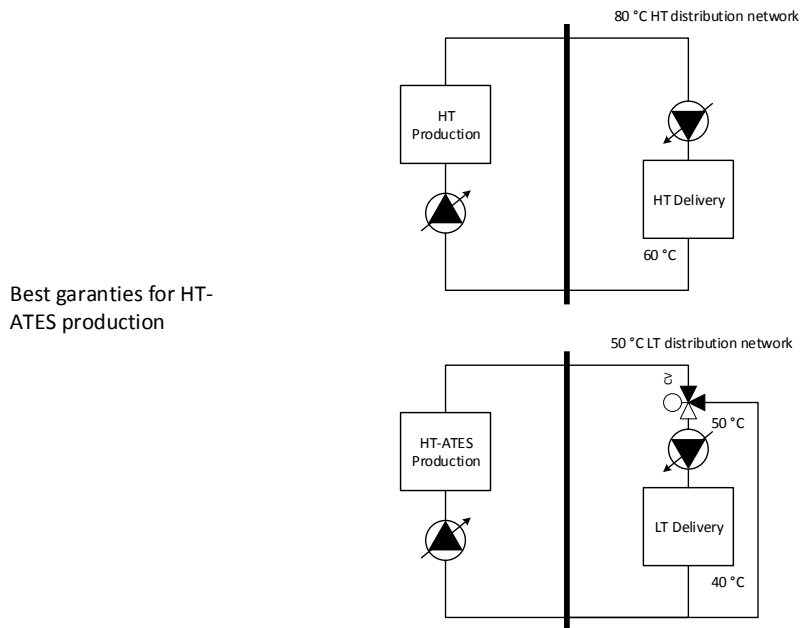 80 °C HT distribution network
HT
Production
HT Delivery
60 °C
Best garanties for HT-
ATES production
50 °C LT distribution network
CV
50 °C
HT-ATES
Production
LT Delivery
40 °C